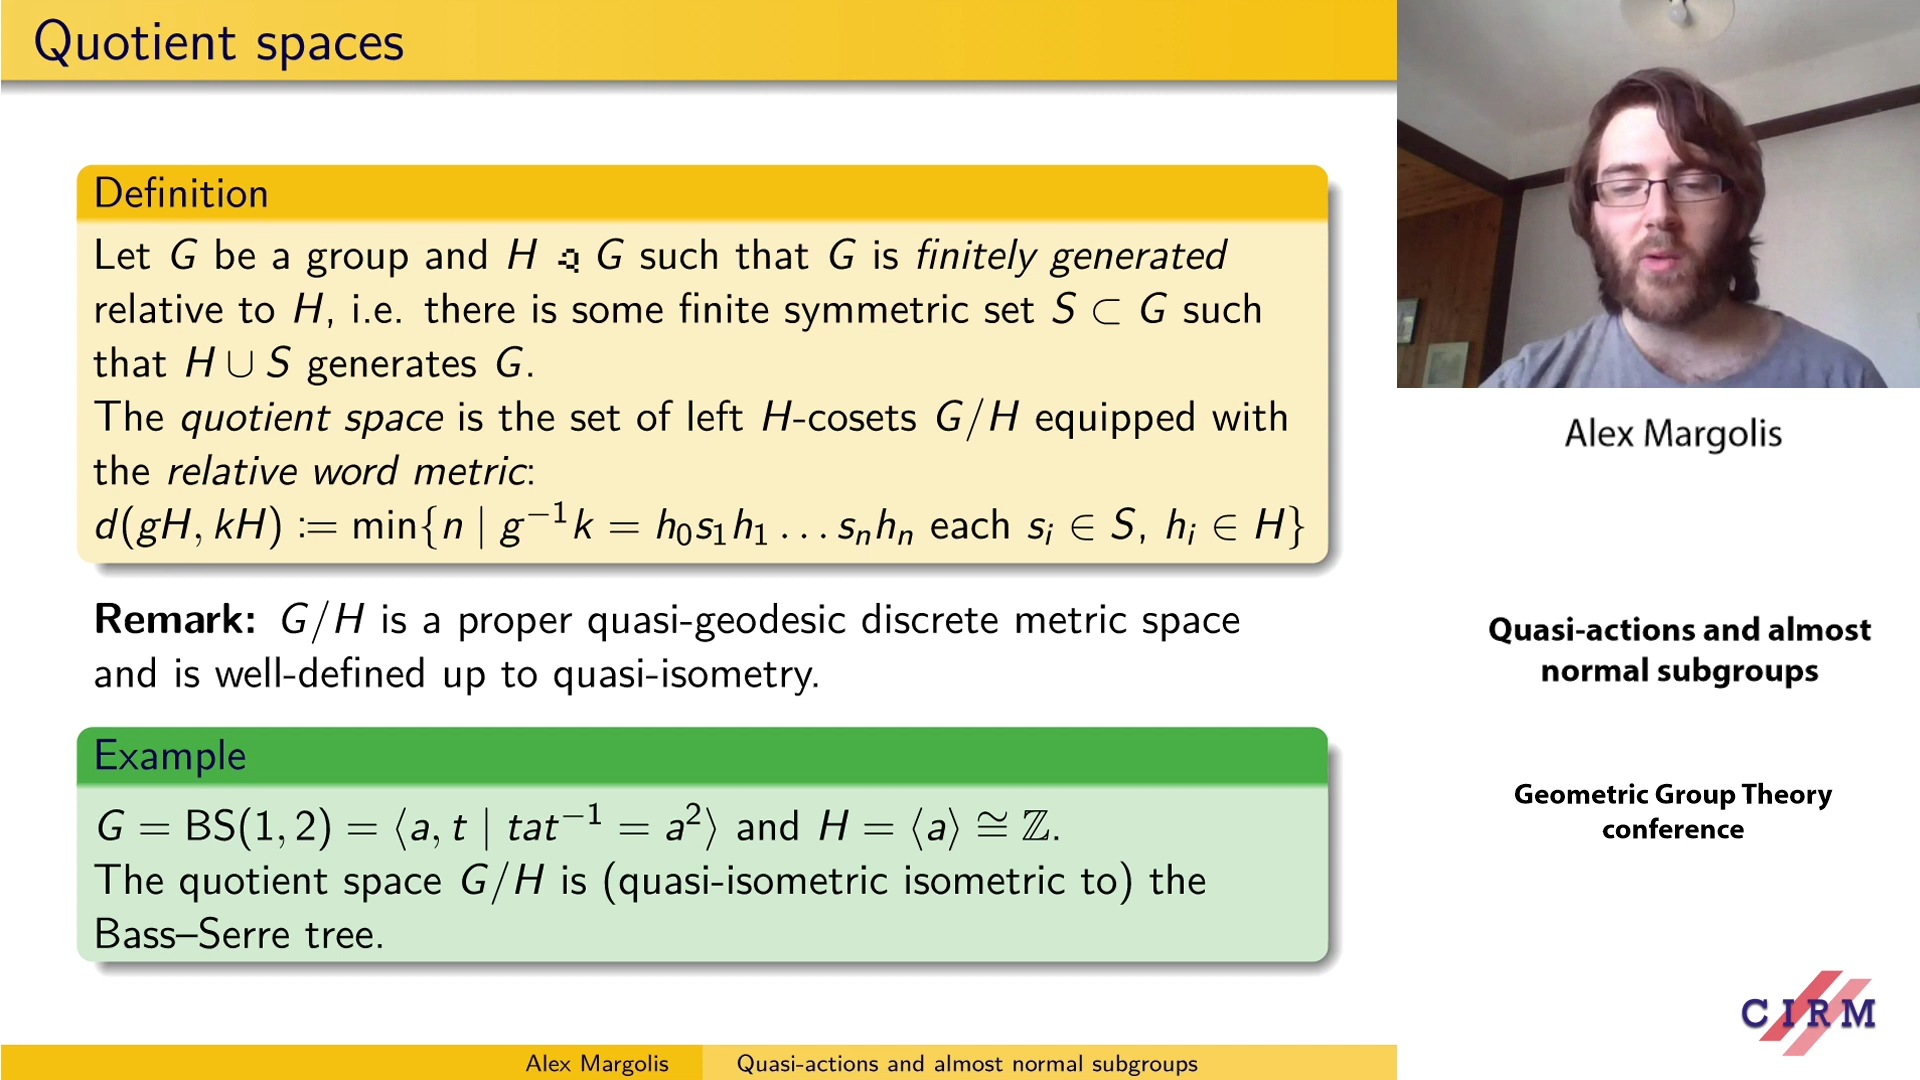 Quotient spaces
Definition
Let G be a group and H G such that G is finitely generated
relative to H, i.e. there is some finite symmetric set S ⊂ G such
that H ∪ S generates G.
The quotient space is the set of left H-cosets G/H equipped with
the relative word metric:
d(gH, kH) := min{n | g⁻¹k = h₀s₁h₁ . . . sₙhₙ each sᵢ ∈ S, hᵢ ∈ H}
Remark: G/H is a proper quasi-geodesic discrete metric space
and is well-defined up to quasi-isometry.
Example
G = BS(1, 2) = ⟨a, t | tat⁻¹ = a²⟩ and H = ⟨a⟩ ≅ ℤ.
The quotient space G/H is (quasi-isometric isometric to) the
Bass–Serre tree.
Alex Margolis Quasi-actions and almost normal subgroups
Alex Margolis
Quasi-actions and almost
normal subgroups
Geometric Group Theory
conference
CIRM